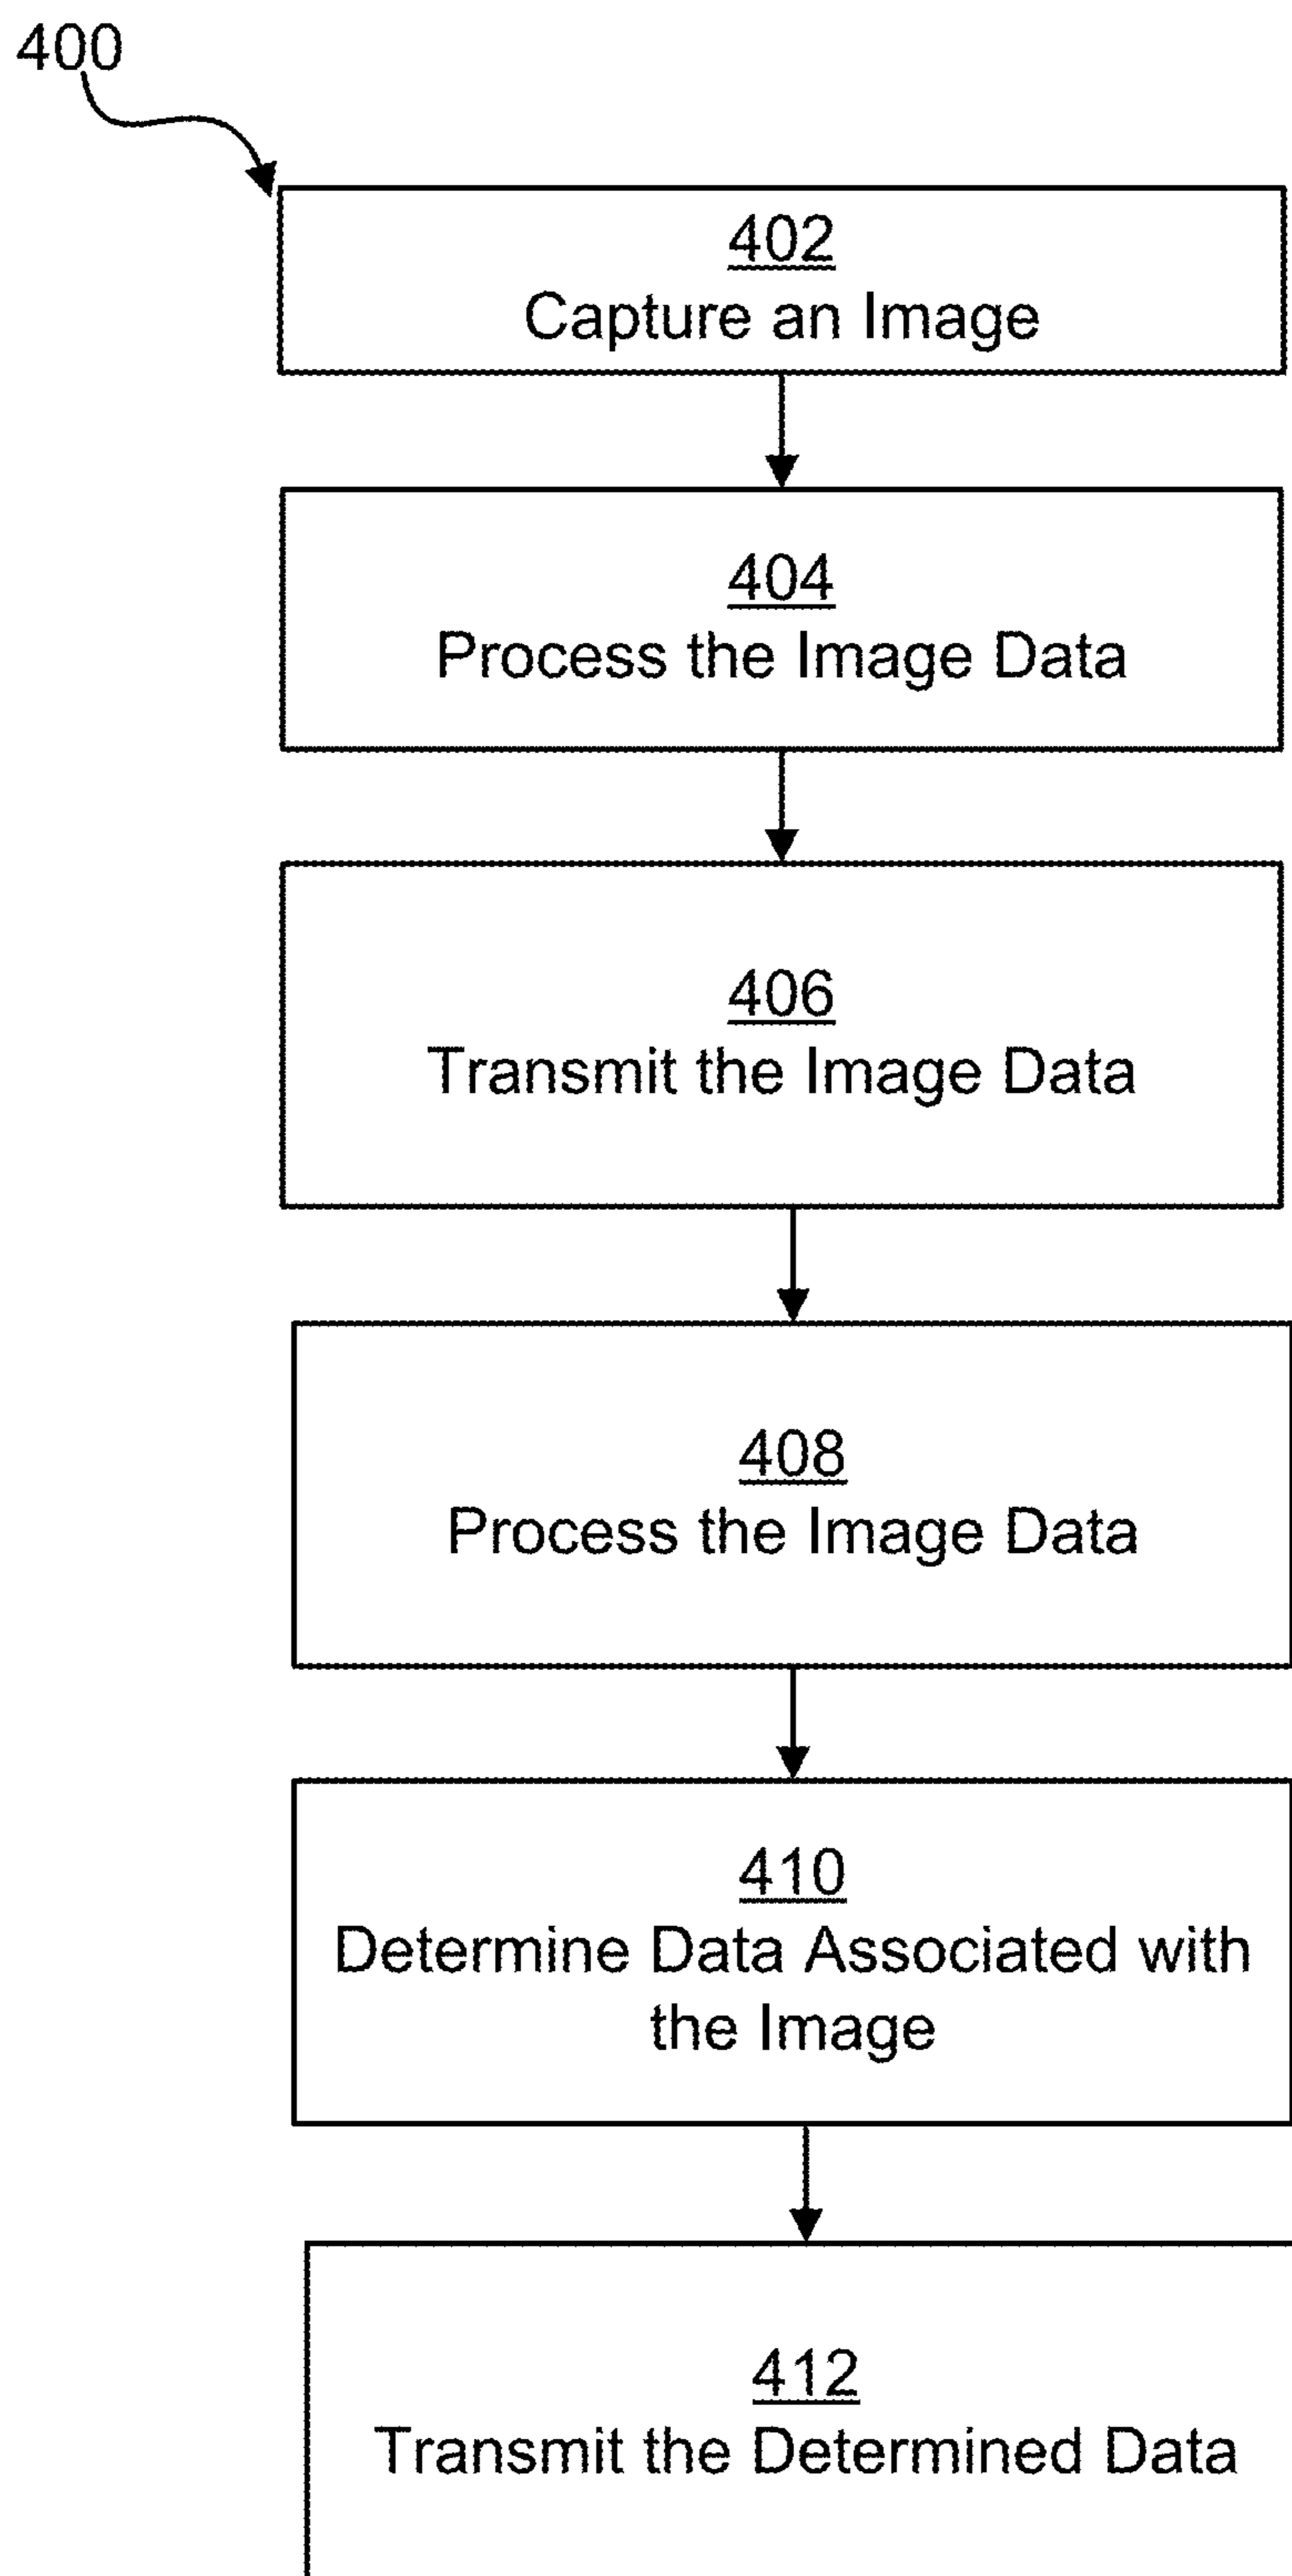 400
402
Capture an Image
404
Process the Image Data
406
Transmit the Image Data
408
Process the Image Data
410
Determine Data Associated with
the Image
412
Transmit the Determined Data